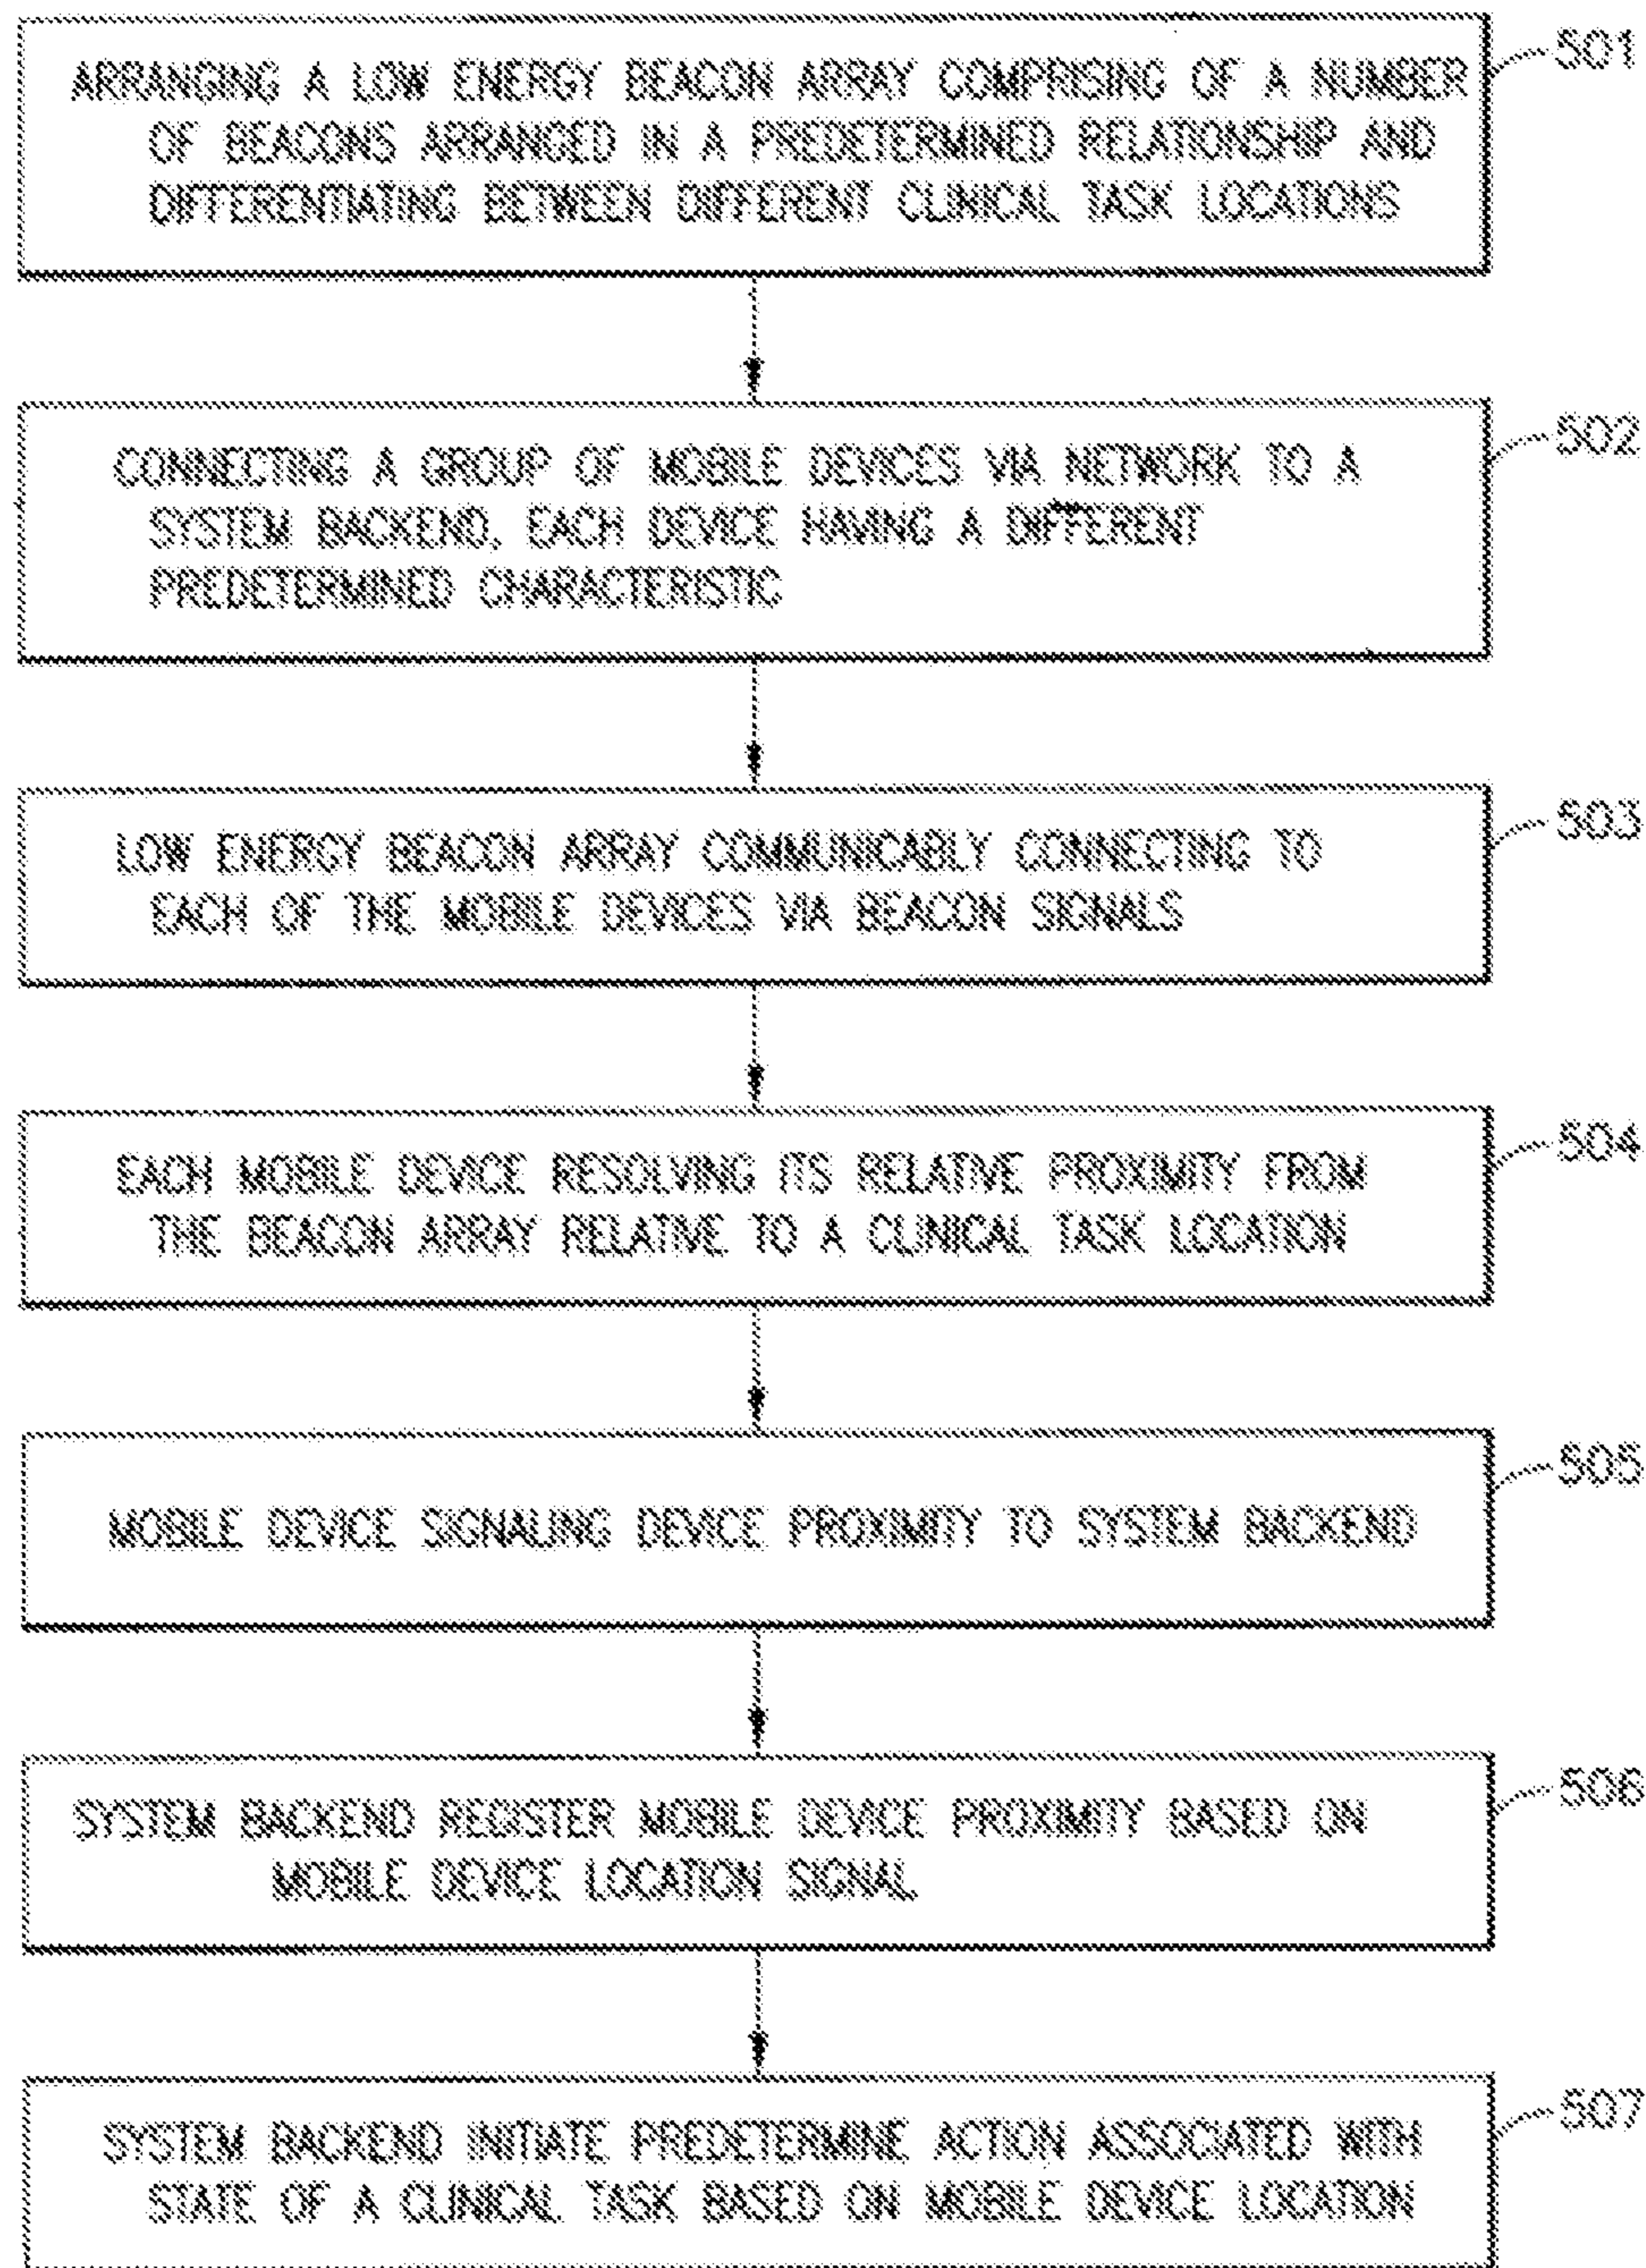 ARRANGING A LOW ENERGY BEACON ARRAY COMPRISING OF A NUMBER
OF BEACONS ARRANGED IN A PREDETERMINED RELATIONSHIP AND
DIFFERENTIATING BETWEEN DIFFERENT CLINICAL TASK LOCATIONS
501
CONNECTING A GROUP OF MOBILE DEVICES VIA NETWORK TO A
SYSTEM BACKEND, EACH DEVICE HAVING A DIFFERENT
PREDETERMINED CHARACTERISTIC
502
LOW ENERGY BEACON ARRAY COMMUNICABLY CONNECTING TO
EACH OF THE MOBILE DEVICES VIA BEACON SIGNALS
503
EACH MOBILE DEVICE RESOLVING ITS RELATIVE PROXIMITY FROM
THE BEACON ARRAY RELATIVE TO A CLINICAL TASK LOCATION
504
MOBILE DEVICE SIGNALING DEVICE PROXIMITY TO SYSTEM BACKEND
505
SYSTEM BACKEND REGISTER MOBILE DEVICE PROXIMITY BASED ON
MOBILE DEVICE LOCATION SIGNAL
506
SYSTEM BACKEND INITIATE PREDETERMINE ACTION ASSOCIATED WITH
STATE OF A CLINICAL TASK BASED ON MOBILE DEVICE LOCATION
507